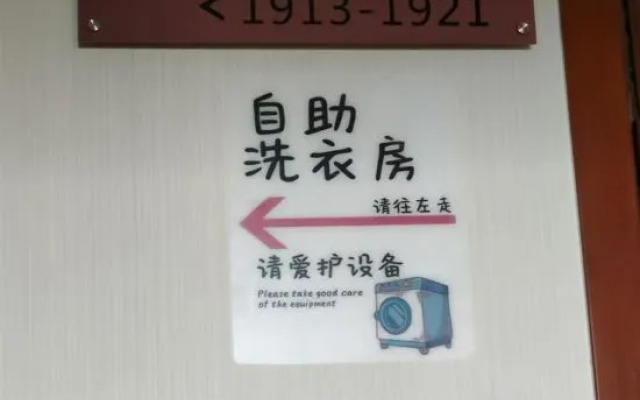 < 1913-1921
自助
洗衣房
请往左走
请爱护设备
Please take good care
of the equipment